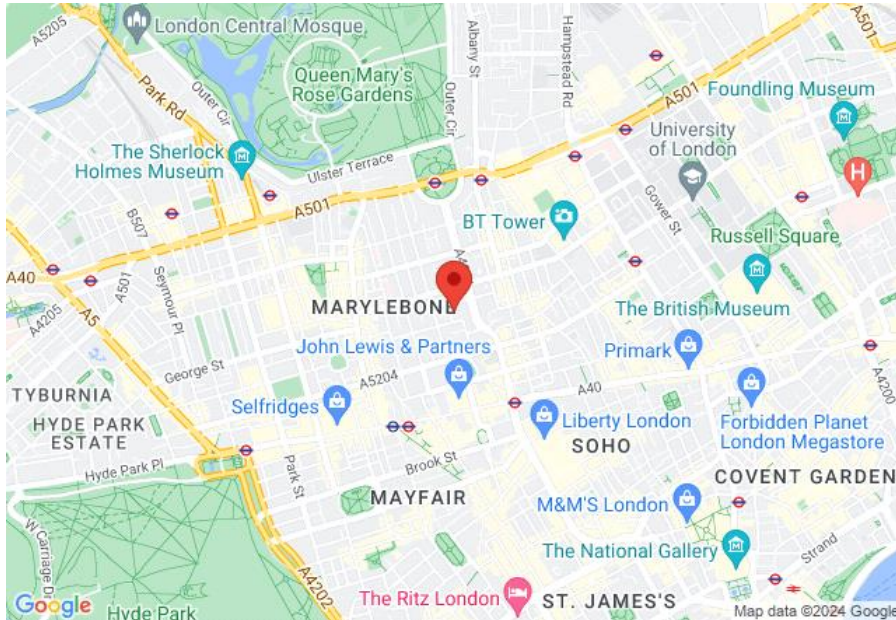 A5205
London Central Mosque
Park Rd
Outer Cir
Queen Mary's
Rose Gardens
Albany St
Outer Cir
Hampstead Rd
A501
A501
Foundling Museum
University
of London
The Sherlock
Holmes Museum
Ulster Terrace
A501
B507
BT Tower
Gower St
H
Russell Square
A40
A501
A4205
A5
Seymour Pl
MARYLEBONE
The British Museum
John Lewis & Partners
Primark
George St
A5204
A40
A4200
TYBURNIA
Selfridges
Liberty London
Forbidden Planet
London Megastore
HYDE PARK
ESTATE
SOHO
Hyde Park Pl
Park St
Brook St
COVENT GARDEN
MAYFAIR
M&M'S London
W Carriage Dr
The National Gallery
Strand
A4202
The Ritz London
ST. JAMES'S
Google
Hyde Park
Map data ©2024 Google